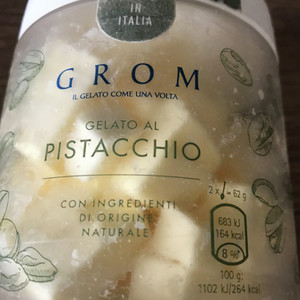 IN
ITALIA
GROM
IL GELATO COME UNA VOLTA
GELATO AL
PISTACCHIO
CON INGREDIENTI
DI ORIGINE
NATURALE
2 x = 62 g
683 kJ
164 kcal
8 %
100 g:
1102 kJ/264 kcal